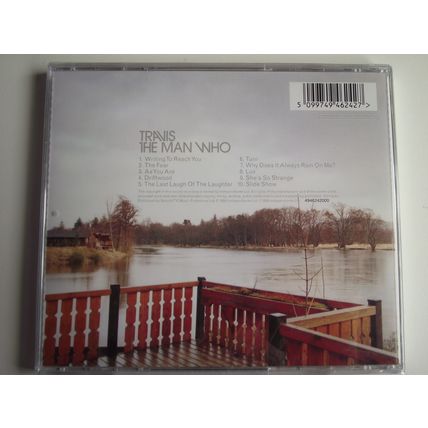 5 099749 462427 >
TRAVIS
THE MAN WHO
1. Writing To Reach You
2. The Fear
3. As You Are
4. Driftwood
5. The Last Laugh Of The Laughter
6. Turn
7. Why Does It Always Rain On Me?
8. Luv
9. She's So Strange
10. Slide Show
4946242000